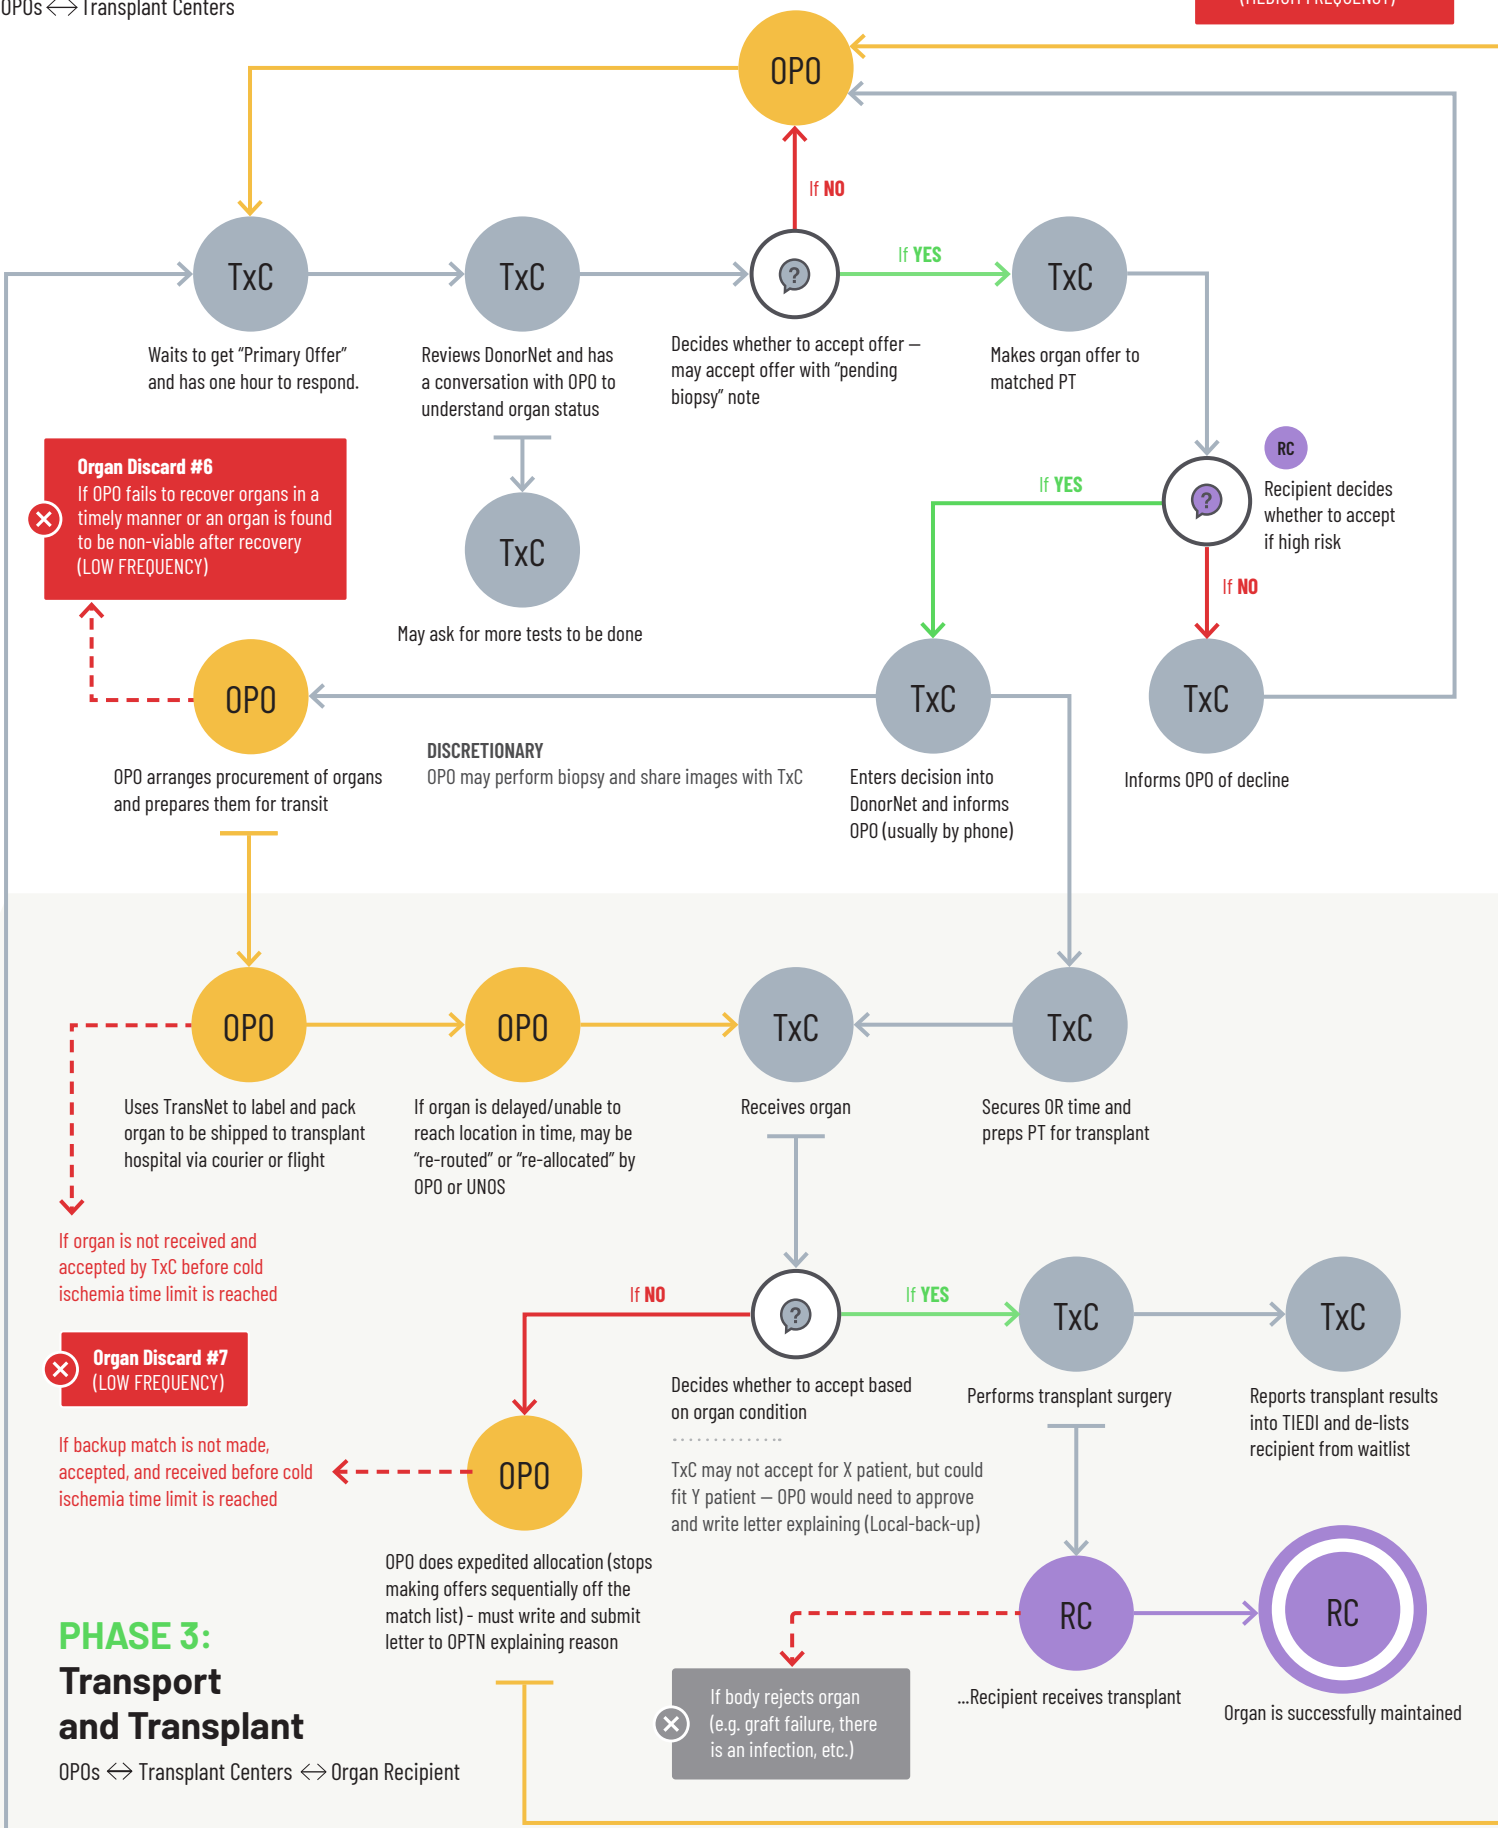 OPOs ↔ Transplant Centers
(MEDIUM FREQUENCY)
OPO
If NO
TxC
TxC
?
If YES
TxC
Waits to get “Primary Offer”
and has one hour to respond.
Reviews DonorNet and has
a conversation with OPO to
understand organ status
Decides whether to accept offer —
may accept offer with “pending
biopsy” note
Makes organ offer to
matched PT
Organ Discard #6
If OPO fails to recover organs in a
timely manner or an organ is found
to be non-viable after recovery
(LOW FREQUENCY)
TxC
May ask for more tests to be done
If YES
?
RC
Recipient decides
whether to accept
if high risk
If NO
OPO
TxC
TxC
OPO arranges procurement of organs
and prepares them for transit
DISCRETIONARY
OPO may perform biopsy and share images with TxC
Enters decision into
DonorNet and informs
OPO (usually by phone)
Informs OPO of decline
OPO
OPO
TxC
TxC
Uses TransNet to label and pack
organ to be shipped to transplant
hospital via courier or flight
If organ is delayed/unable to
reach location in time, may be
“re-routed” or “re-allocated” by
OPO or UNOS
Receives organ
Secures OR time and
preps PT for transplant
If organ is not received and
accepted by TxC before cold
ischemia time limit is reached
Organ Discard #7
(LOW FREQUENCY)
If backup match is not made,
accepted, and received before cold
ischemia time limit is reached
If NO
?
If YES
TxC
TxC
Decides whether to accept based
on organ condition
TxC may not accept for X patient, but could
fit Y patient — OPO would need to approve
and write letter explaining (Local-back-up)
Performs transplant surgery
Reports transplant results
into TIEDI and de-lists
recipient from waitlist
OPO
OPO does expedited allocation (stops
making offers sequentially off the
match list) - must write and submit
letter to OPTN explaining reason
RC
RC
...Recipient receives transplant
Organ is successfully maintained
If body rejects organ
(e.g. graft failure, there
is an infection, etc.)
PHASE 3:
Transport
and Transplant
OPOs ↔ Transplant Centers ↔ Organ Recipient